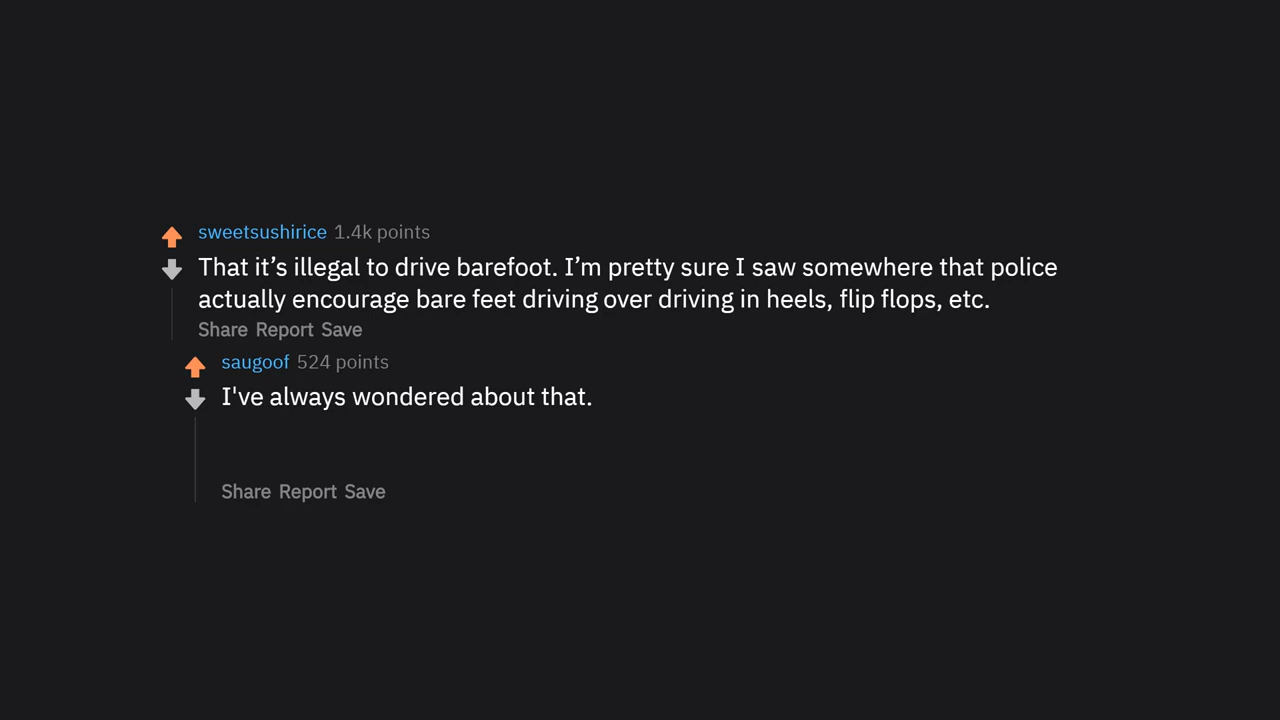 sweetsushirice 1.4k points
That it’s illegal to drive barefoot. I’m pretty sure I saw somewhere that police
actually encourage bare feet driving over driving in heels, flip flops, etc.
Share Report Save
saugoof 524 points
I've always wondered about that.
Share Report Save